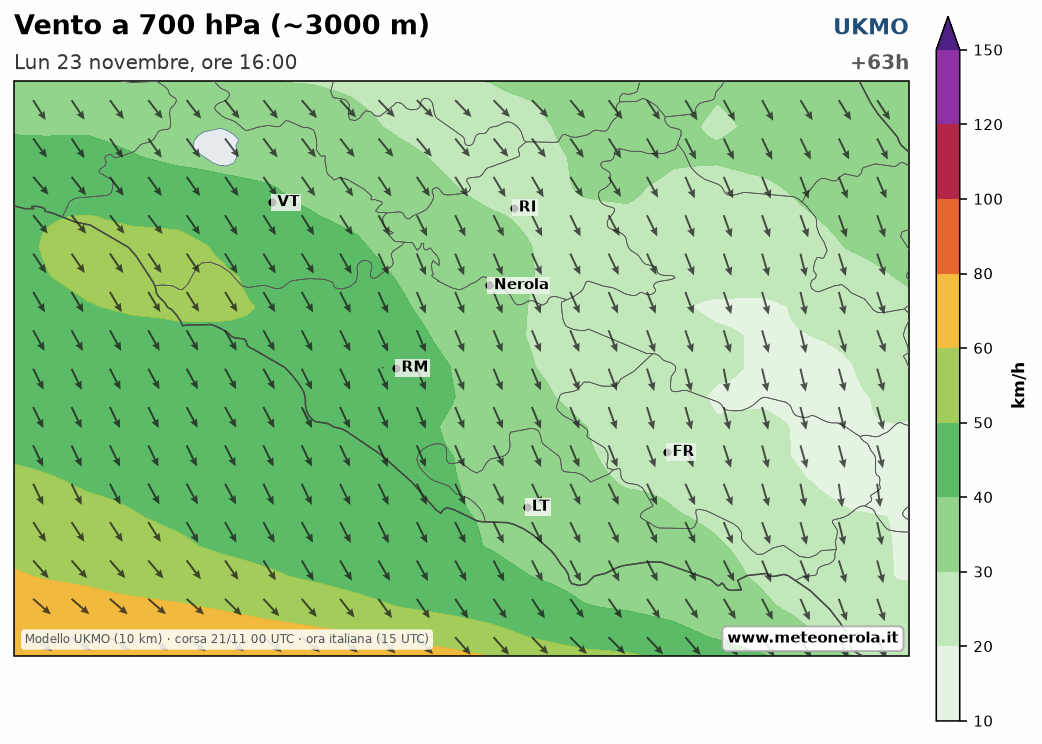 Vento a 700 hPa (~3000 m)
UKMO
Lun 23 novembre, ore 16:00
+63h
VT
RI
Nerola
RM
FR
LT
Modello UKMO (10 km) · corsa 21/11 00 UTC · ora italiana (15 UTC)
www.meteonerola.it
150
120
100
80
60
50
40
30
20
10
km/h